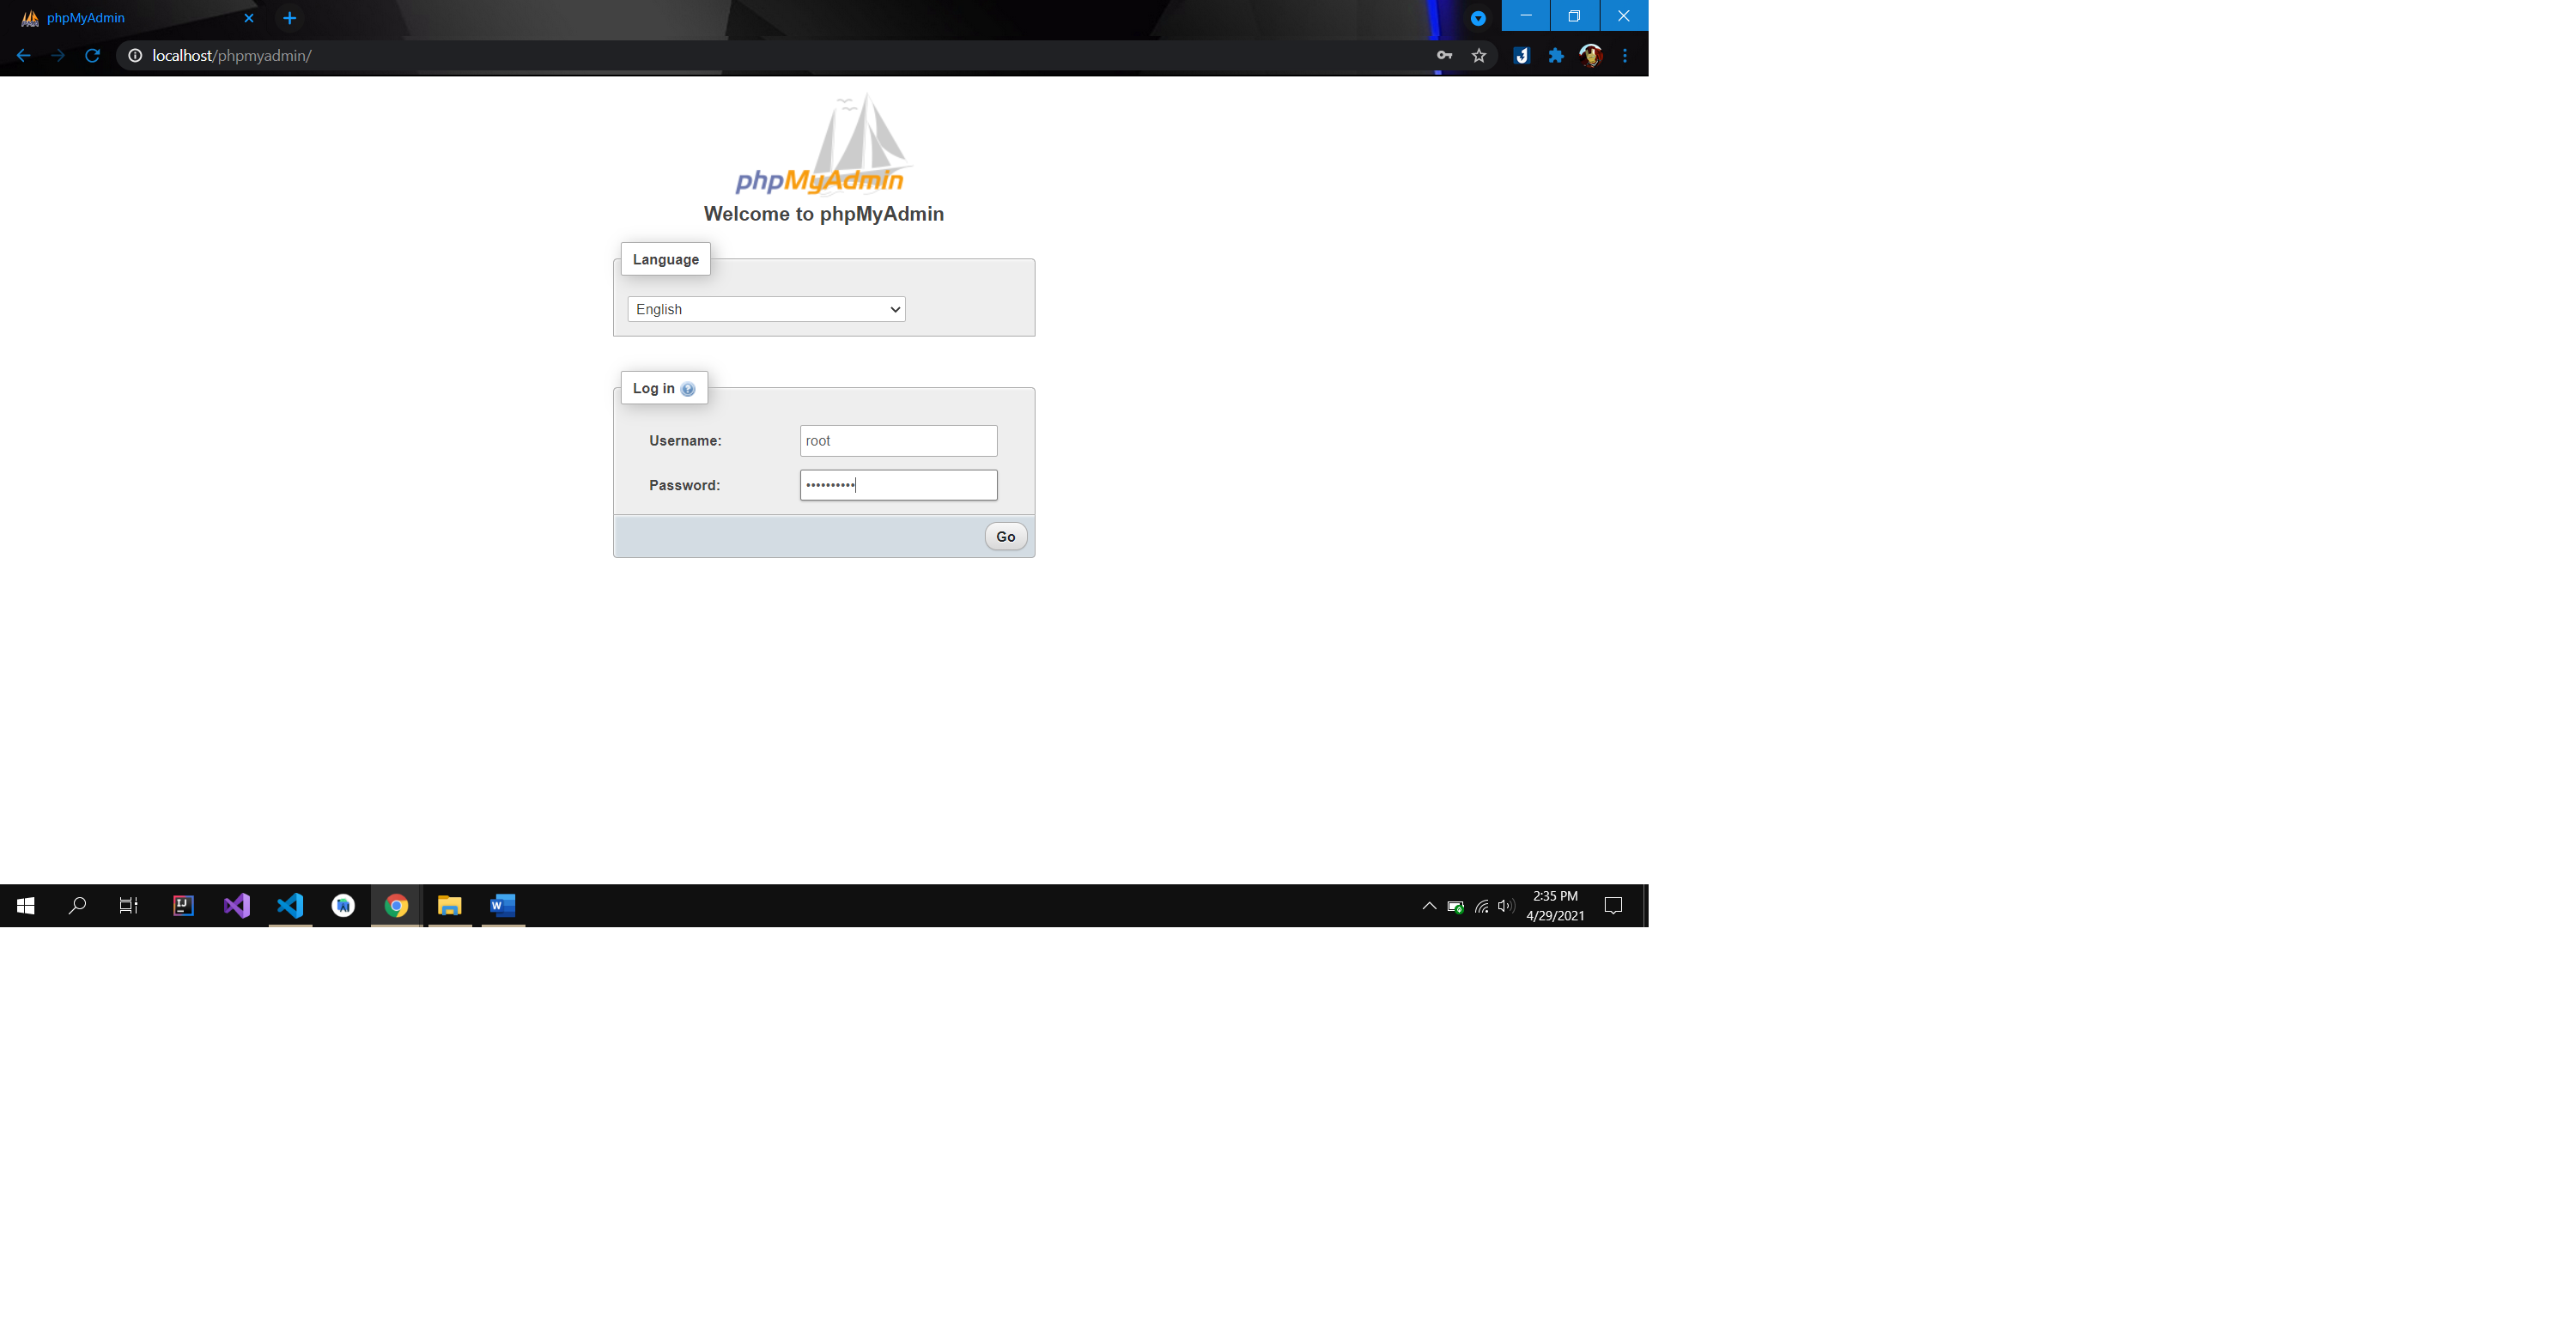 phpMyAdmin
localhost/phpmyadmin/
phpMyAdmin
Welcome to phpMyAdmin
Language
English
Log in
Username:
root
Password:
••••••••••
Go
2:35 PM
4/29/2021